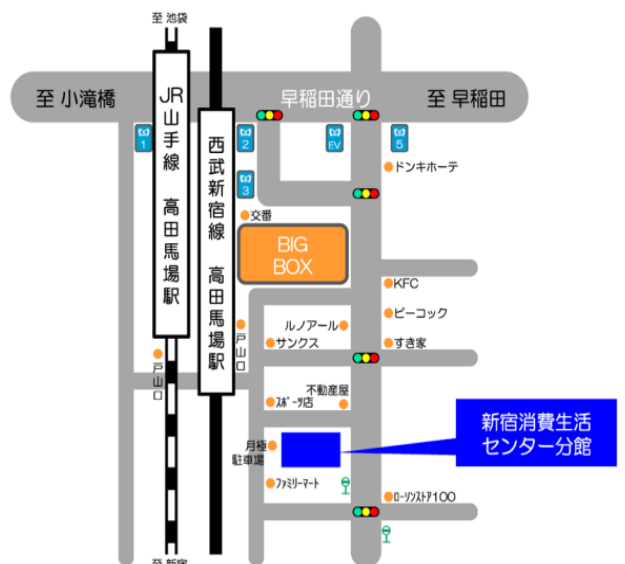 至 池袋
至 小滝橋
早稲田通り
至 早稲田
JR山手線 高田馬場駅
西武新宿線 高田馬場駅
1
2
EV
5
3
ドンキホーテ
交番
BIG
BOX
KFC
ピーコック
ルノアール
戸山口
サンクス
すき家
戸山口
不動産屋
スポーツ店
新宿消費生活
センター分館
月極
駐車場
ファミリーマート
ローソンストア100
至 新宿